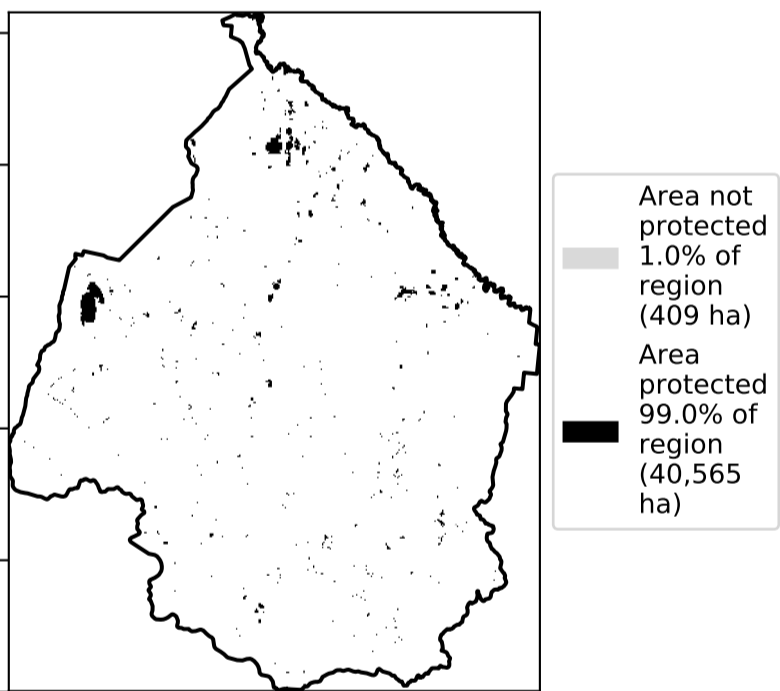 Area not
protected
1.0% of
region
(409 ha)
Area
protected
99.0% of
region
(40,565
ha)